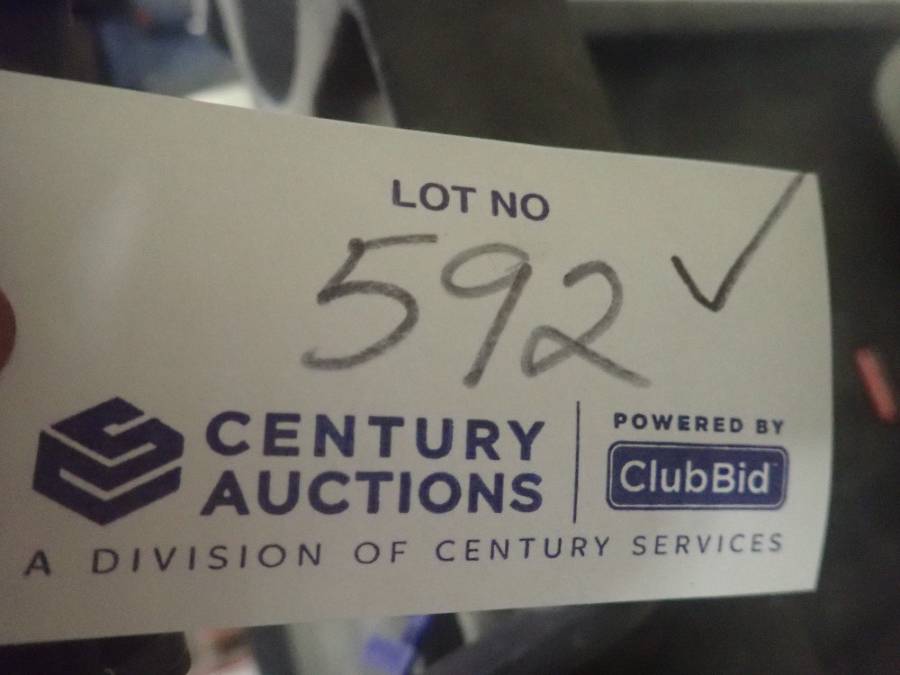 LOT NO
592 ✓
CENTURY
AUCTIONS
POWERED BY
ClubBid
A DIVISION OF CENTURY SERVICES